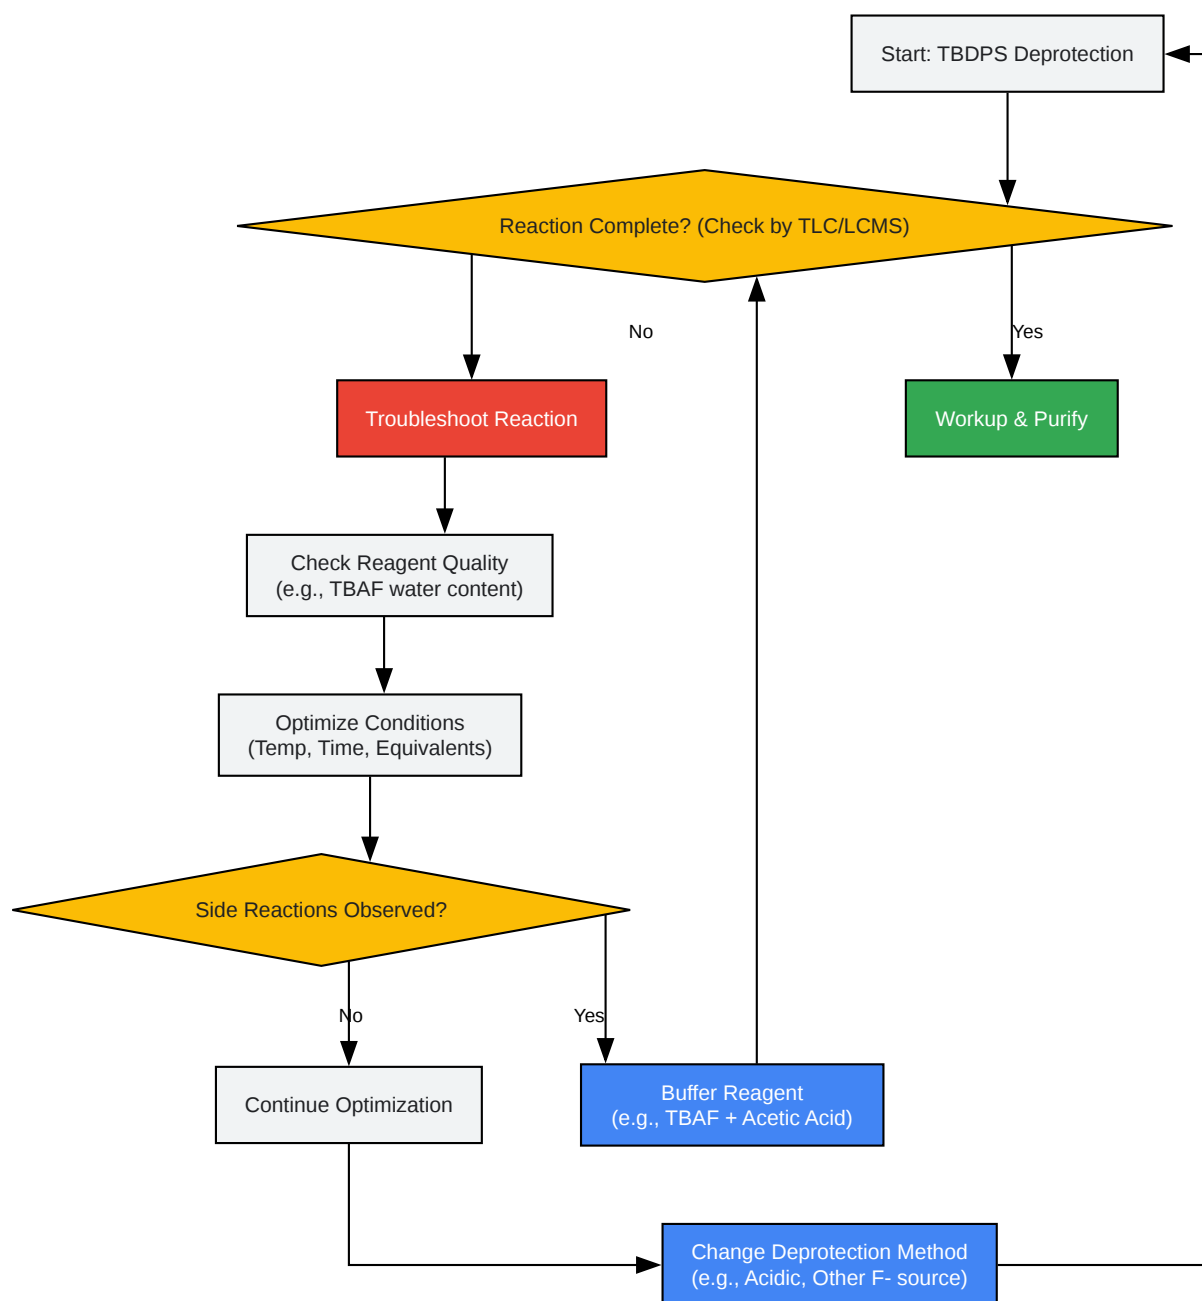 Start: TBDPS Deprotection
Reaction Complete? (Check by TLC/LCMS)
No
Yes
Troubleshoot Reaction
Workup & Purify
Check Reagent Quality
(e.g., TBAF water content)
Optimize Conditions
(Temp, Time, Equivalents)
Side Reactions Observed?
No
Yes
Continue Optimization
Buffer Reagent
(e.g., TBAF + Acetic Acid)
Change Deprotection Method
(e.g., Acidic, Other F- source)